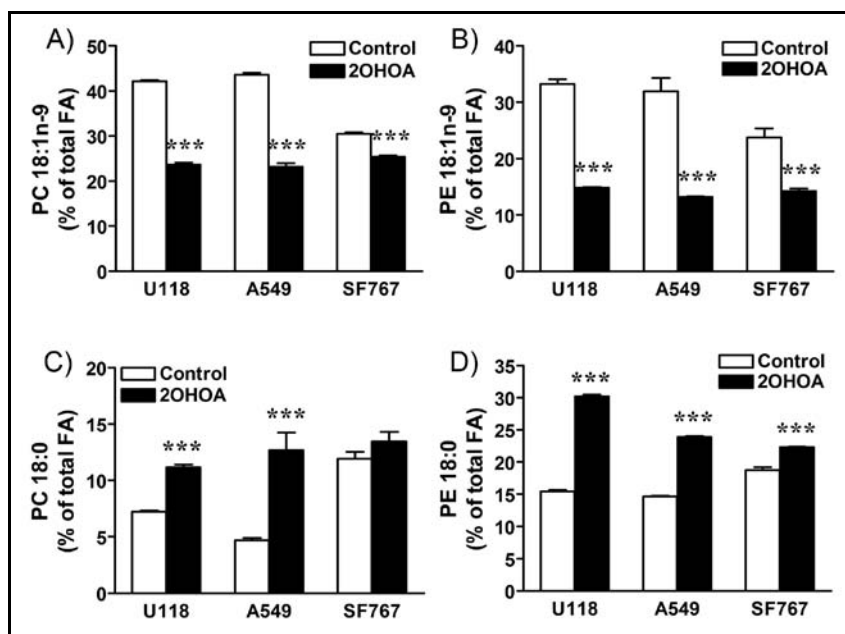 A)
Control
2OHOA
PC 18:1n-9
(% of total FA)
50
40
30
20
10
0
***
***
***
U118
A549
SF767
B)
Control
2OHOA
PE 18:1n-9
(% of total FA)
40
30
20
10
0
***
***
***
U118
A549
SF767
C)
Control
2OHOA
PC 18:0
(% of total FA)
20
15
10
5
0
***
***
U118
A549
SF767
D)
Control
2OHOA
PE 18:0
(% of total FA)
35
30
25
20
15
10
5
0
***
***
***
U118
A549
SF767